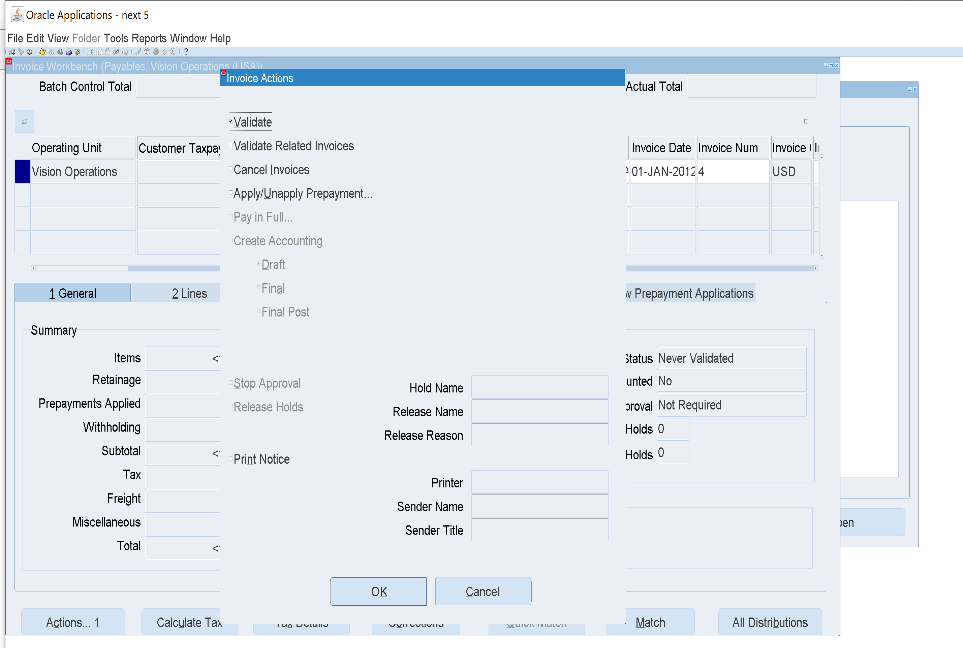 Oracle Applications - next 5
File Edit View Folder Tools Reports Window Help
Invoice Workbench (Payables, Vision Operations (USA))
Invoice Actions
Batch Control Total
Actual Total
Validate
Validate Related Invoices
Operating Unit Customer Taxpay Invoice Date Invoice Num Invoice
Cancel Invoices
Vision Operations 01-JAN-2012 4 USD
Apply/Unapply Prepayment...
Pay in Full...
Create Accounting
Draft
Final
Final Post
1 General 2 Lines w Prepayment Applications
Summary
Items <
Status Never Validated
Retainage
unted No
Stop Approval
Hold Name
Prepayments Applied
proval Not Required
Release Holds
Release Name
Withholding
Holds 0
Release Reason
Subtotal <
Holds 0
Print Notice
Tax
Printer
Freight
Sender Name
Miscellaneous
Sender Title
Total <
pen
OK Cancel
Actions... 1 Calculate Tax Tax Details Corrections Quick Match Match All Distributions